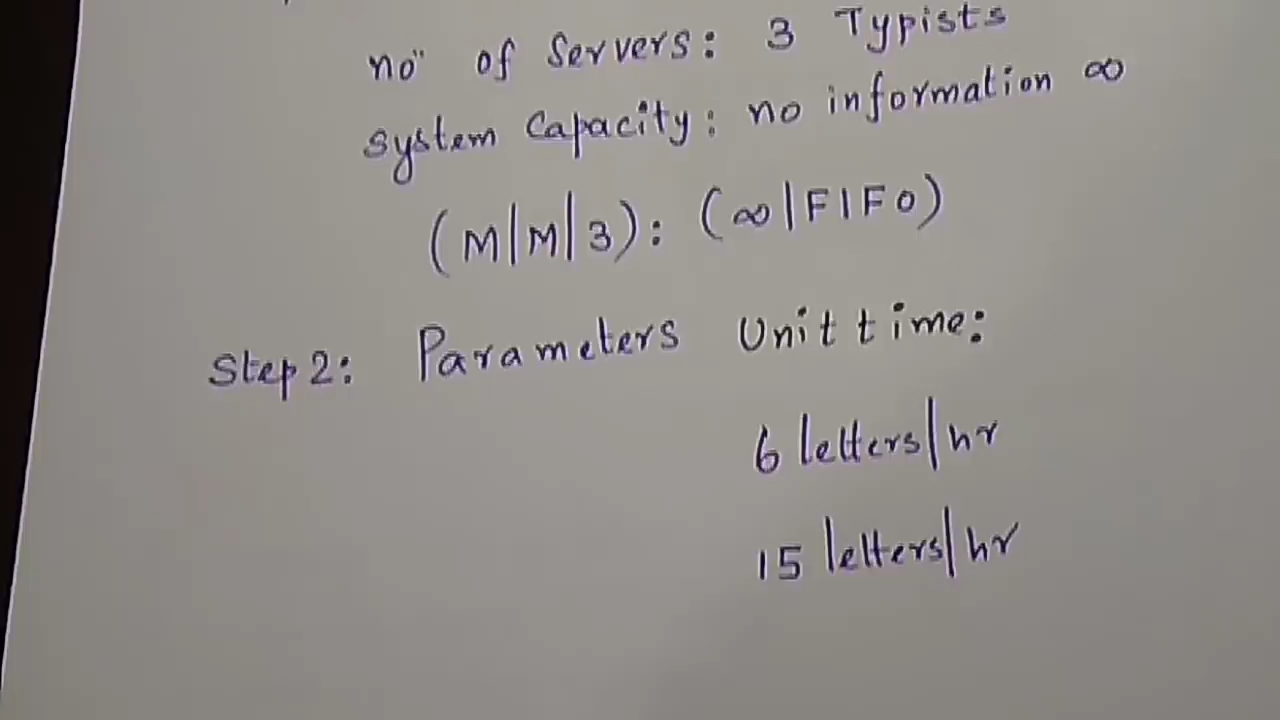 no¨ of Servers: 3 Typists
system Capacity: no information ∞
(M|M|3): (∞|FIFO)
Step 2: Parameters Unit time:
6 letters/hr
15 letters/hr